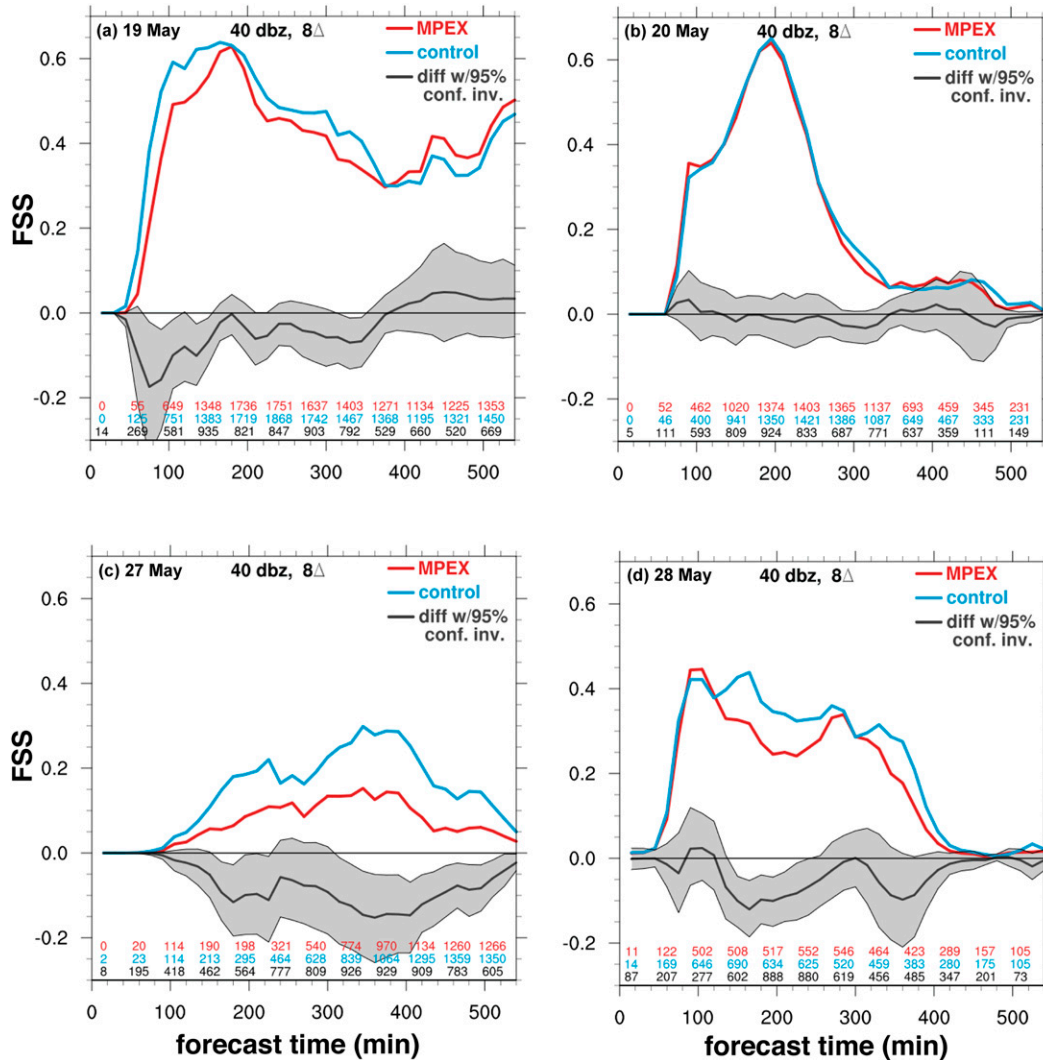 (a) 19 May 40 dbz, 8Δ
MPEX
control
diff w/95%
conf. inv.
FSS
0.6
0.4
0.2
0.0
-0.2
0 55 649 1348 1736 1751 1637 1403 1271 1134 1225 1353
0 125 751 1383 1719 1868 1742 1467 1368 1195 1321 1450
14 269 581 935 821 847 903 792 529 660 520 669
0 100 200 300 400 500
(b) 20 May 40 dbz, 8Δ
MPEX
control
diff w/95%
conf. inv.
0.6
0.4
0.2
0.0
-0.2
0 52 462 1020 1374 1403 1365 1137 693 459 345 231
0 46 400 941 1350 1421 1386 1087 649 467 333 231
5 111 593 809 924 833 687 771 637 359 111 149
0 100 200 300 400 500
(c) 27 May 40 dbz, 8Δ
MPEX
control
diff w/95%
conf. inv.
FSS
0.6
0.4
0.2
0.0
-0.2
0 20 114 190 198 321 540 774 970 1134 1260 1266
2 23 114 213 295 464 628 839 1064 1295 1359 1350
8 195 418 462 564 777 809 926 929 909 783 605
0 100 200 300 400 500
forecast time (min)
(d) 28 May 40 dbz, 8Δ
MPEX
control
diff w/95%
conf. inv.
0.6
0.4
0.2
0.0
-0.2
11 122 502 508 517 552 546 464 423 289 157 105
14 169 646 690 634 625 520 459 383 280 175 105
87 207 277 602 888 880 619 456 485 347 201 73
0 100 200 300 400 500
forecast time (min)